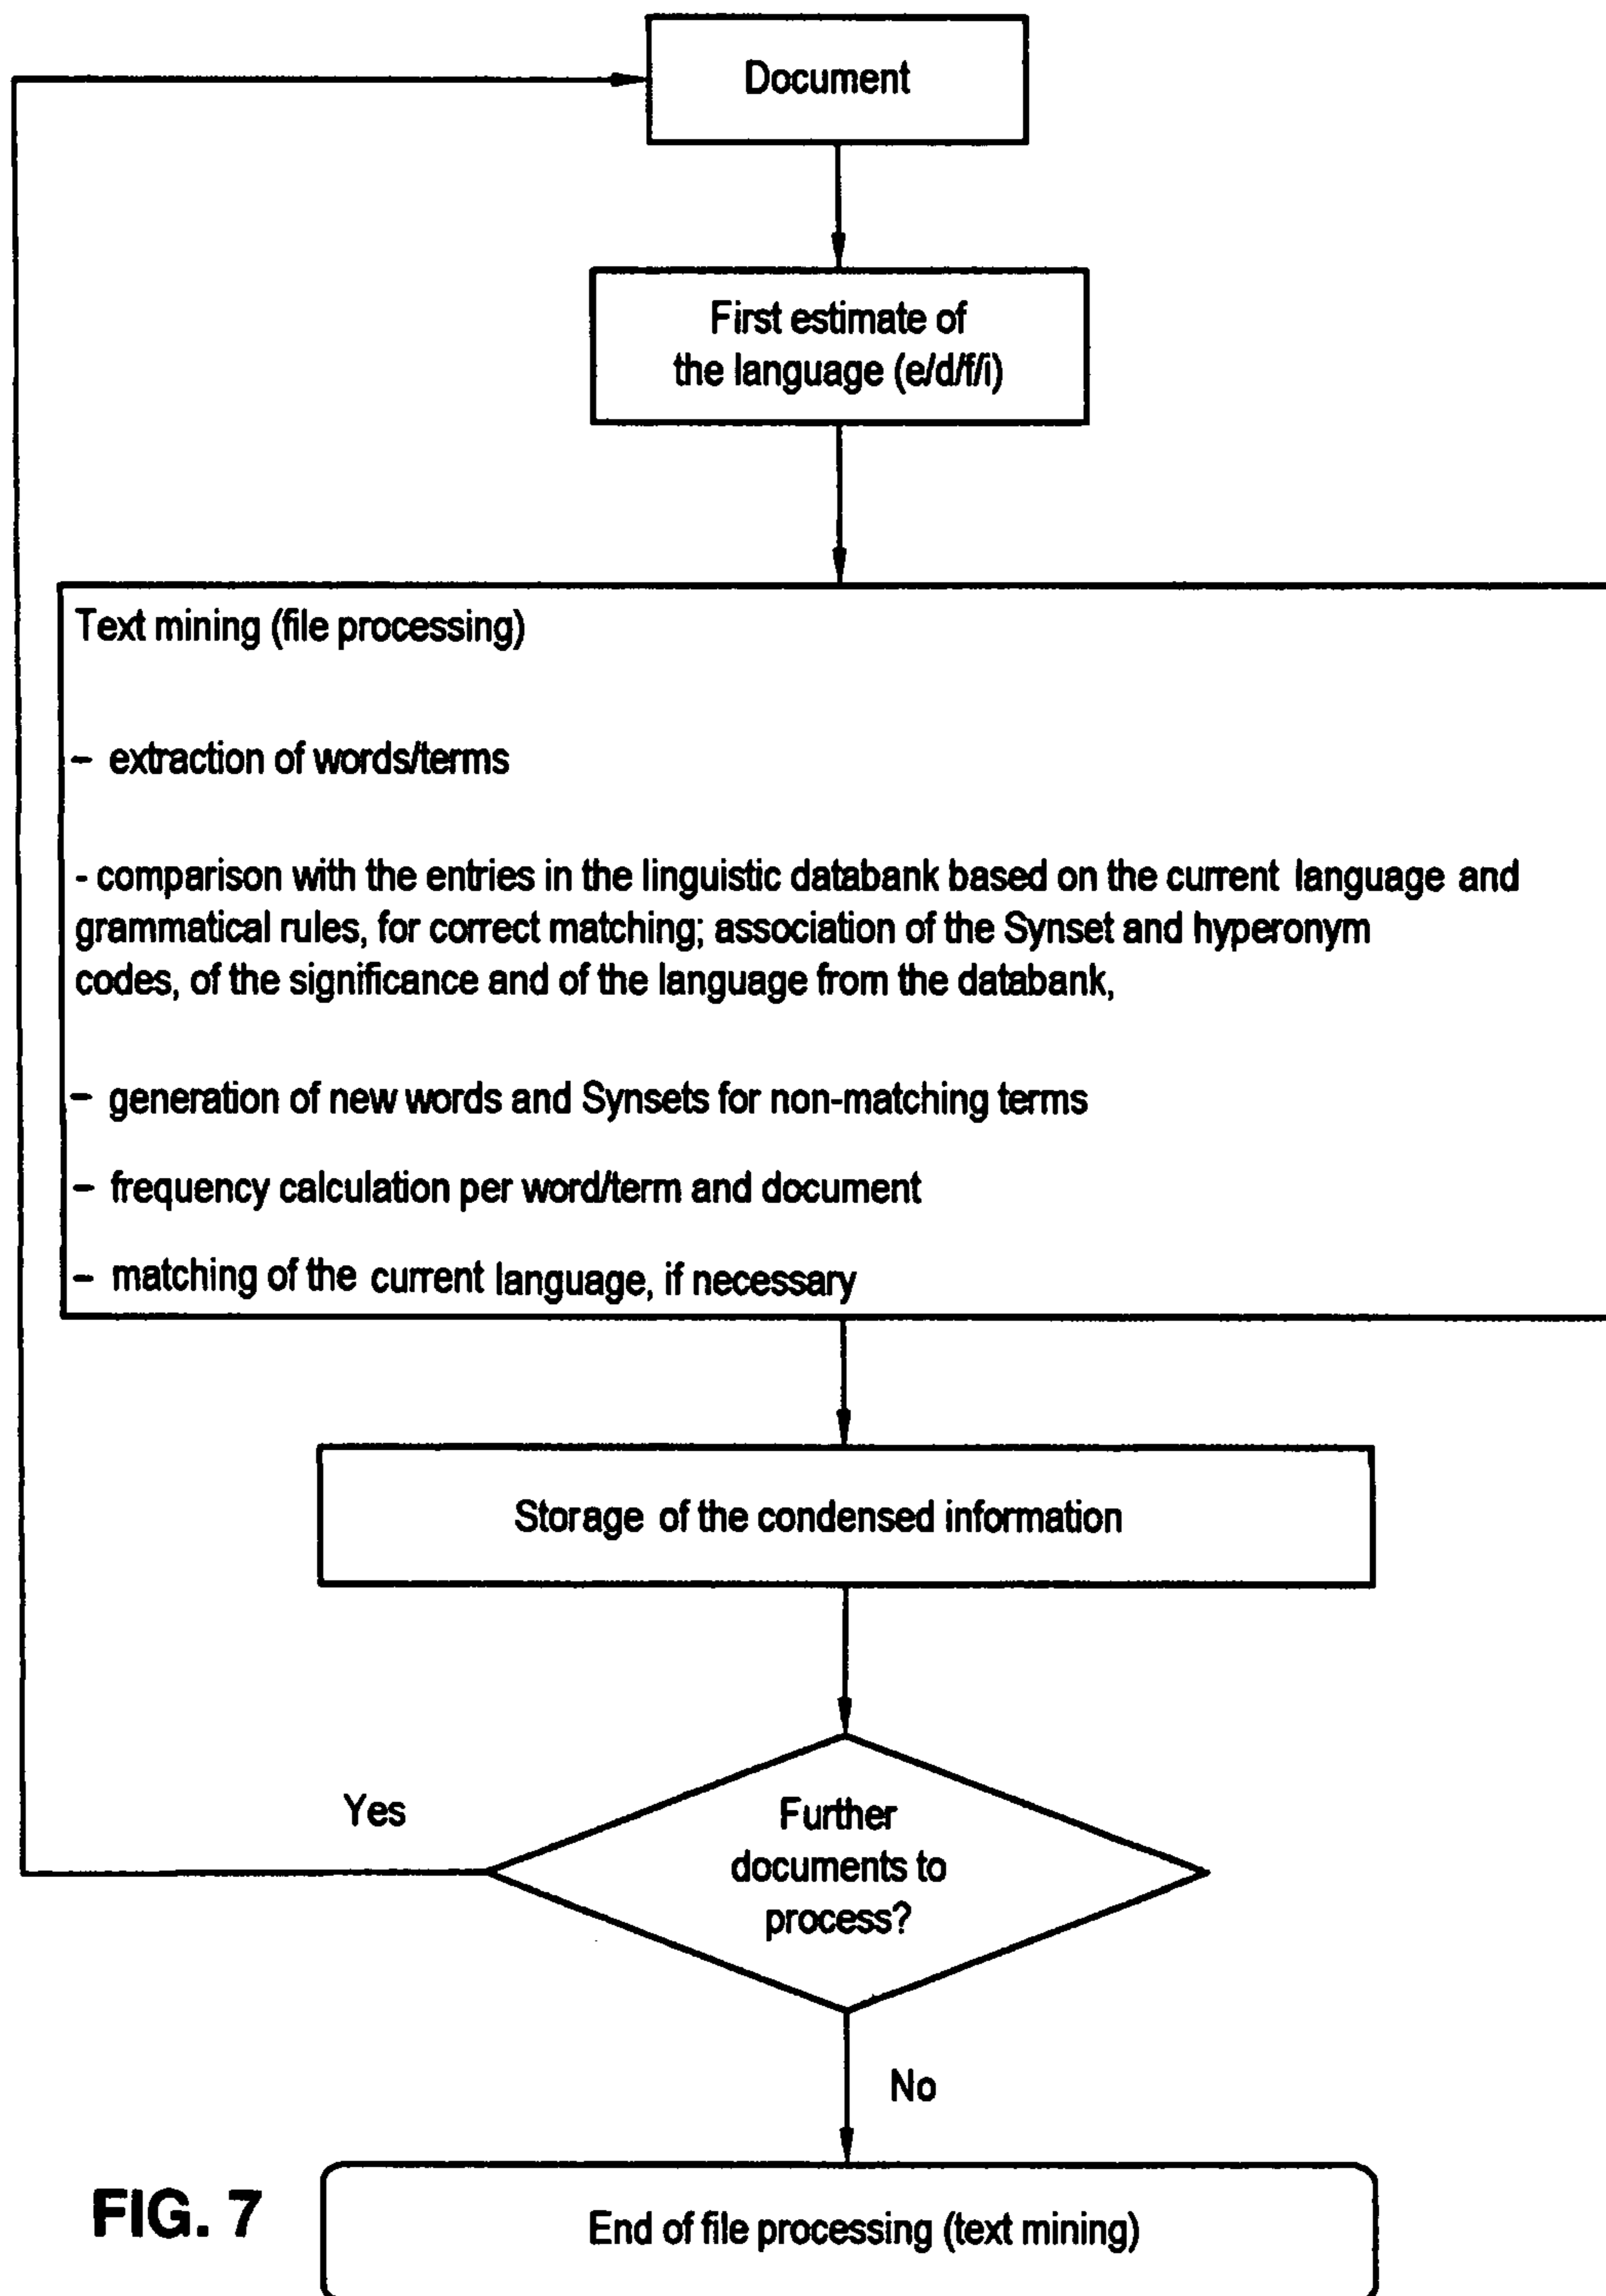 Document
First estimate of
the language (e/d/f/i)
Text mining (file processing)
– extraction of words/terms
- comparison with the entries in the linguistic databank based on the current language and
grammatical rules, for correct matching; association of the Synset and hyperonym
codes, of the significance and of the language from the databank,
– generation of new words and Synsets for non-matching terms
– frequency calculation per word/term and document
– matching of the current language, if necessary
Storage of the condensed information
Yes
Further
documents to
process?
No
FIG. 7
End of file processing (text mining)